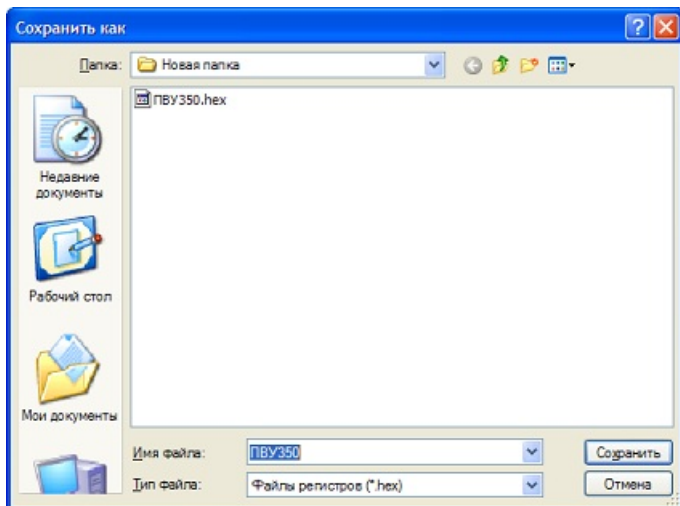 Сохранить как
Папка: Новая папка
ПВУ350.hex
Недавние
документы
Рабочий стол
Мои документы
Имя файла: ПВУ350 Сохранить
Тип файла: Файлы регистров (*.hex) Отмена